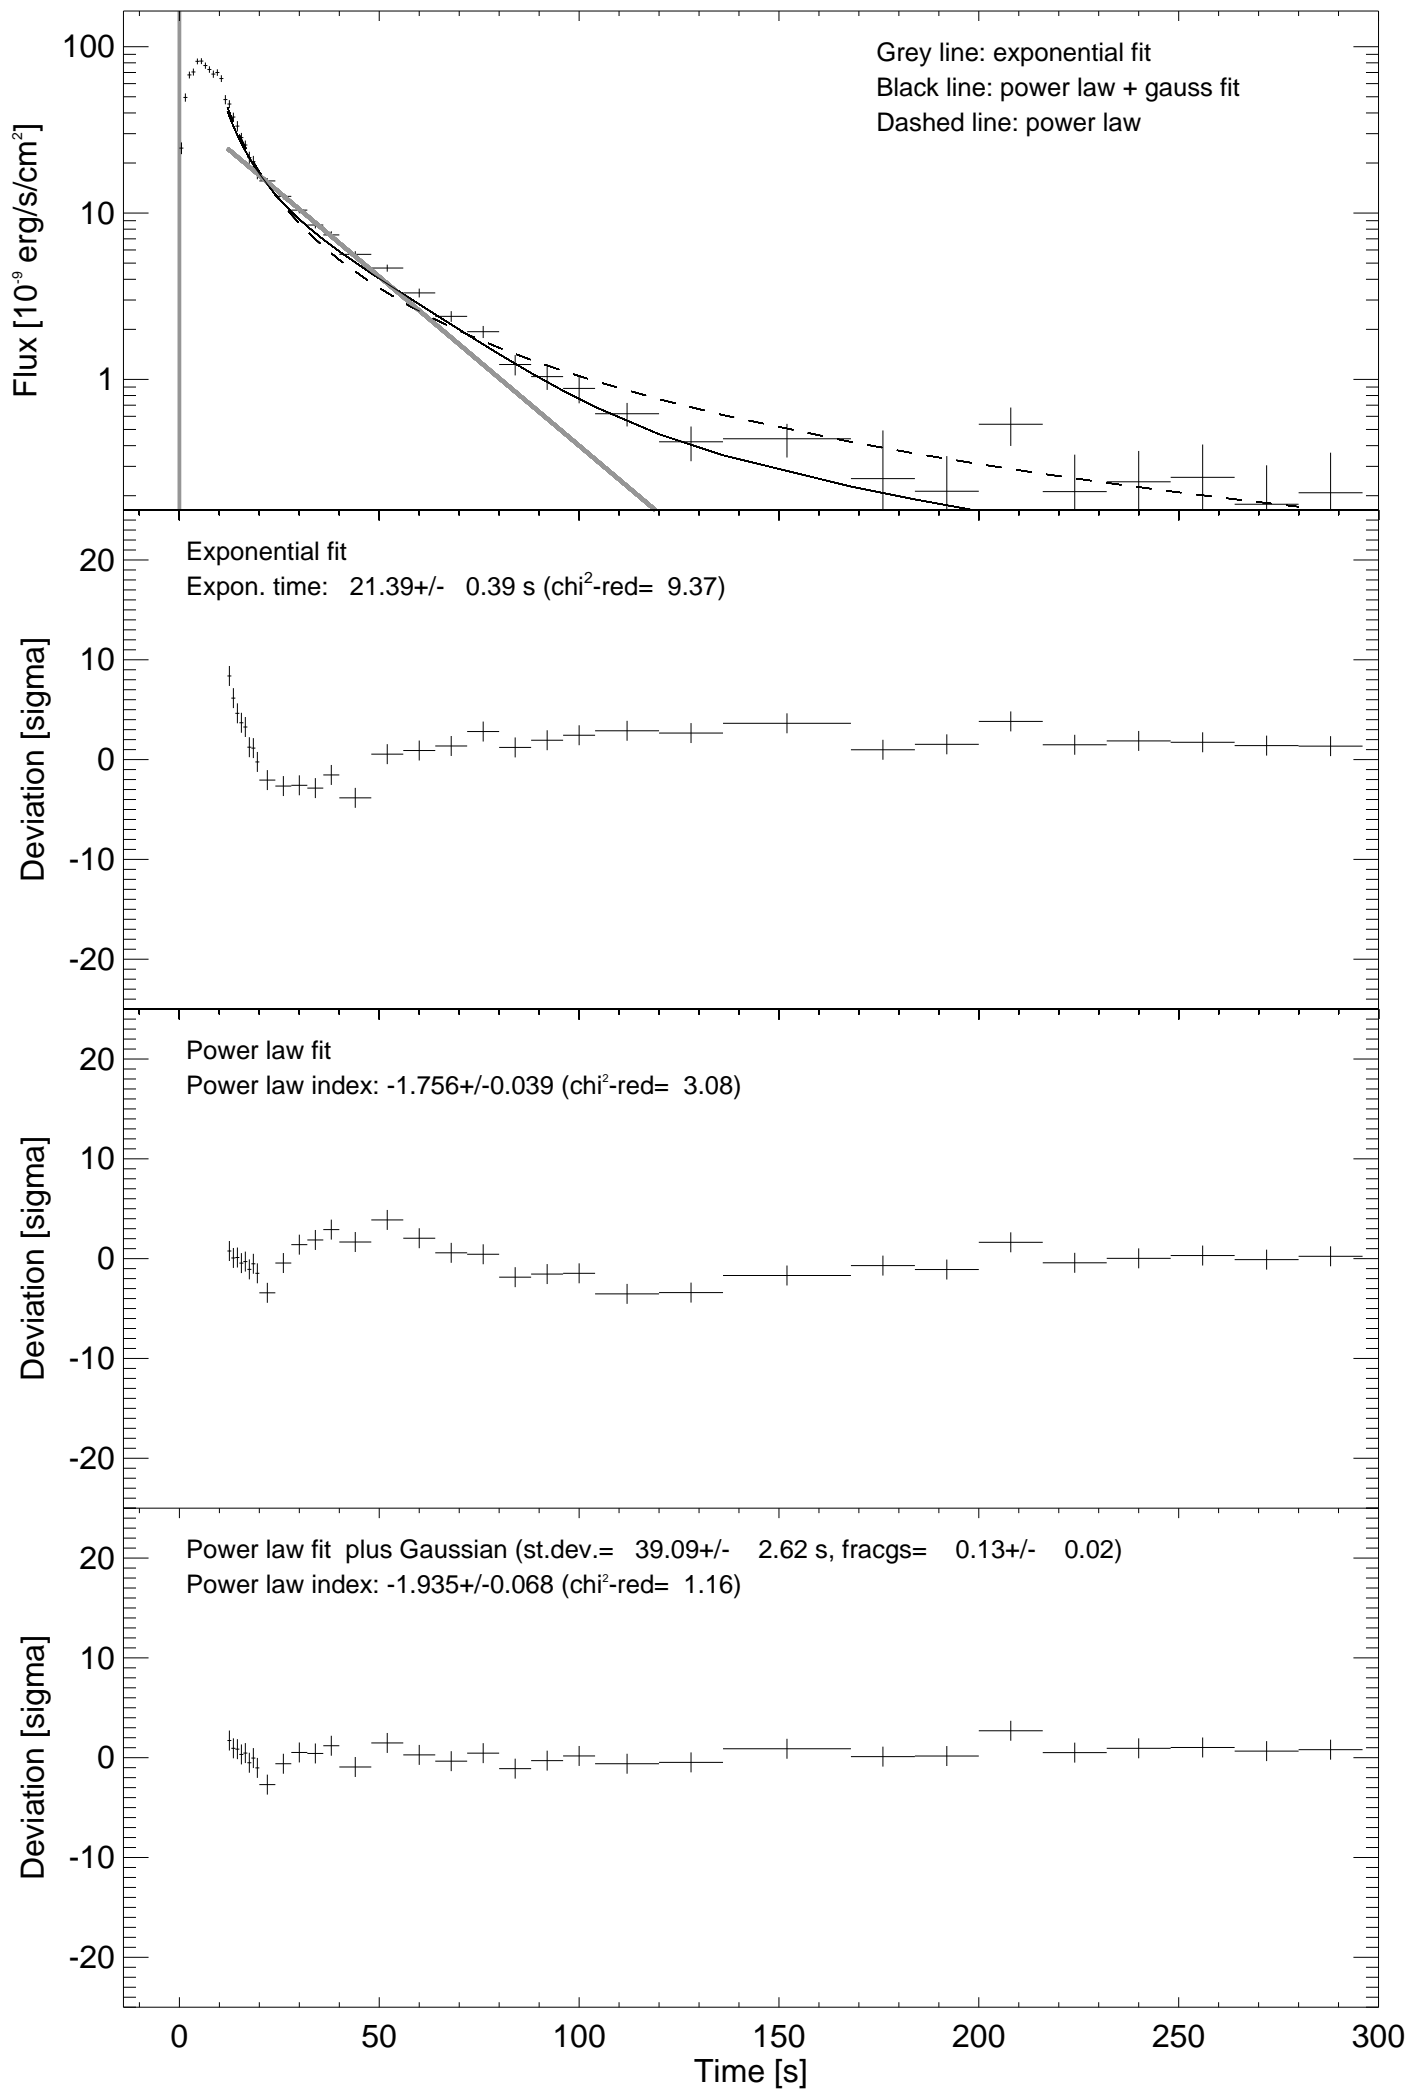 Grey line: exponential fit
Black line: power law + gauss fit
Dashed line: power law
100
10
1
Flux [10⁻⁹ erg/s/cm²]
Exponential fit
Expon. time: 21.39+/- 0.39 s (chi²-red= 9.37)
20
10
0
-10
-20
Deviation [sigma]
Power law fit
Power law index: -1.756+/-0.039 (chi²-red= 3.08)
20
10
0
-10
-20
Deviation [sigma]
Power law fit plus Gaussian (st.dev.= 39.09+/- 2.62 s, fracgs= 0.13+/- 0.02)
Power law index: -1.935+/-0.068 (chi²-red= 1.16)
20
10
0
-10
-20
Deviation [sigma]
0 50 100 150 200 250 300
Time [s]